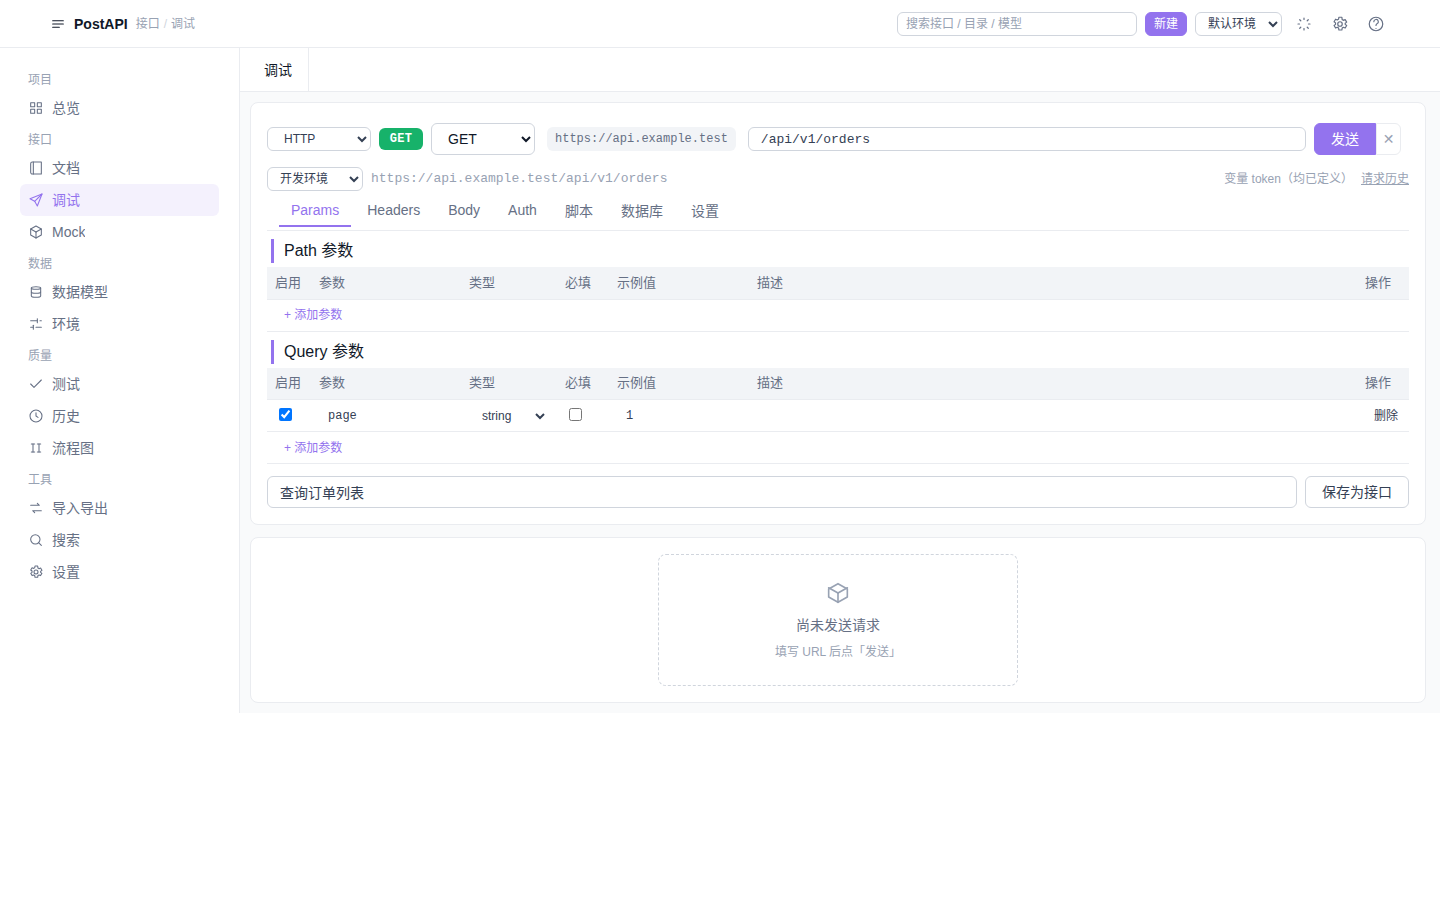 PostAPI 接口 / 调试 搜索接口 / 目录 / 模型 新建 默认环境
项目
总览
接口
文档
调试
Mock
数据
数据模型
环境
质量
测试
历史
流程图
工具
导入导出
搜索
设置
调试
HTTP GET GET https://api.example.test /api/v1/orders 发送 ✕
开发环境 https://api.example.test/api/v1/orders 变量 token（均已定义） 请求历史
Params Headers Body Auth 脚本 数据库 设置
Path 参数
启用 参数 类型 必填 示例值 描述 操作
+ 添加参数
Query 参数
启用 参数 类型 必填 示例值 描述 操作
page string 1 删除
+ 添加参数
查询订单列表 保存为接口
尚未发送请求
填写 URL 后点「发送」